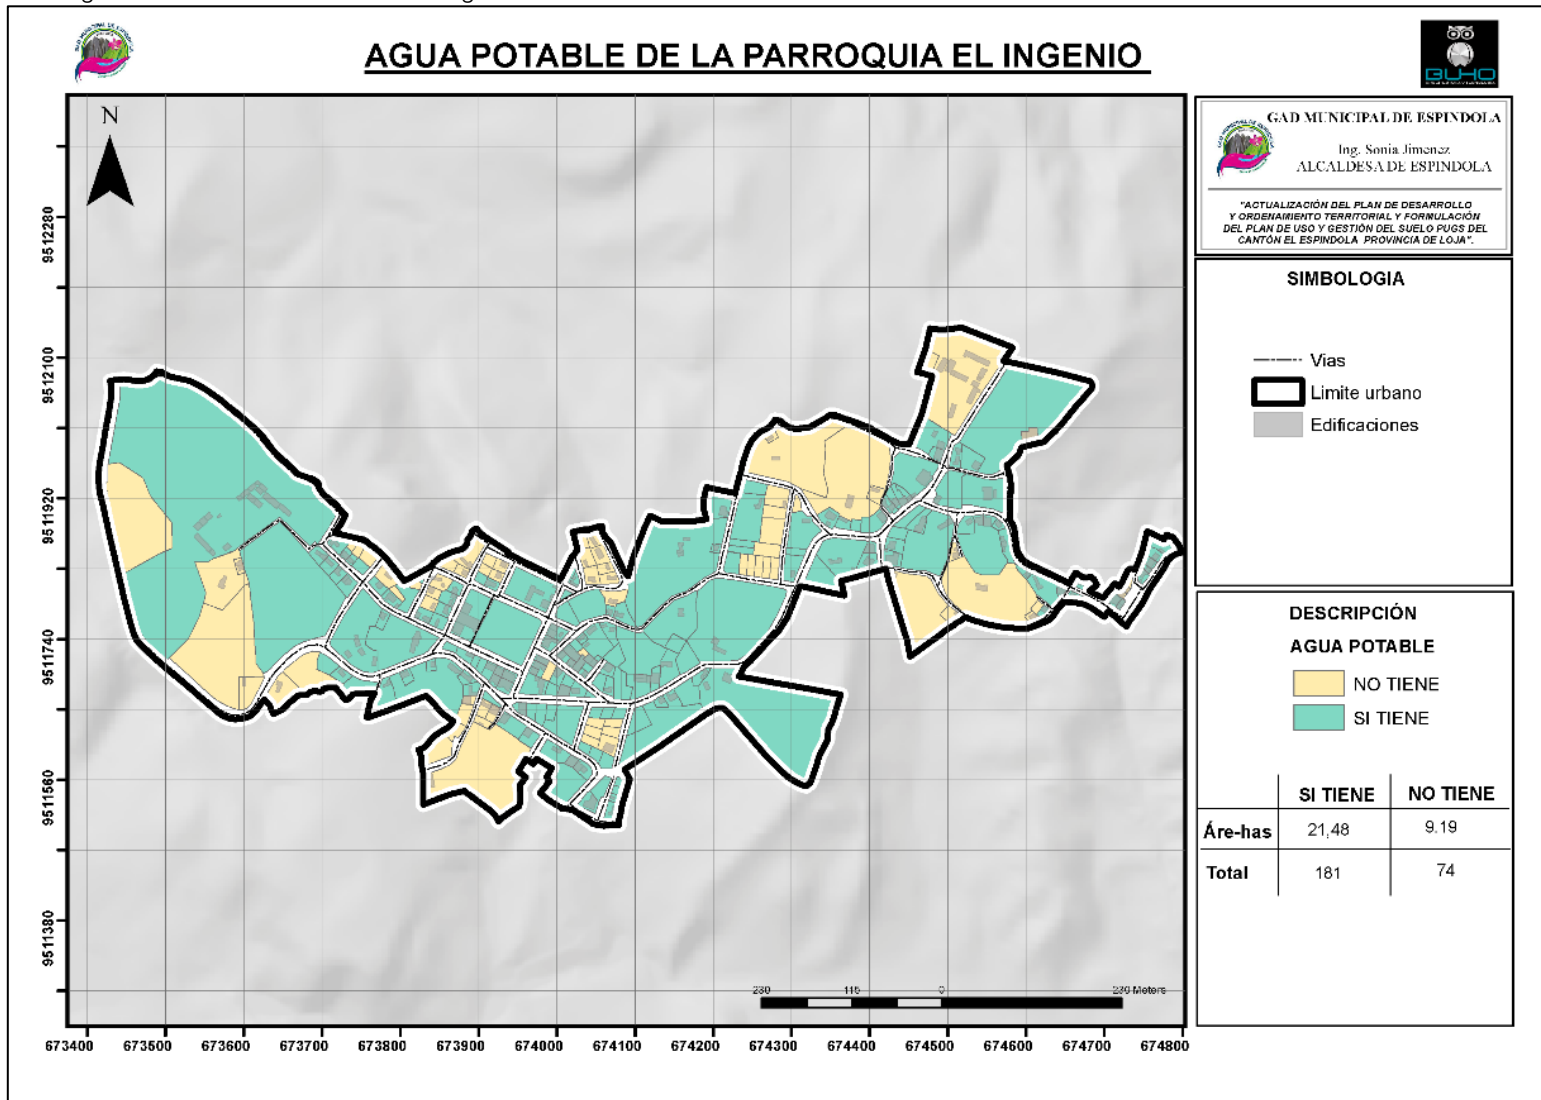 AGUA POTABLE DE LA PARROQUIA EL INGENIO
BUHO
N
GAD MUNICIPAL DE ESPINDOLA
Ing. Sonia Jimenez
ALCALDESA DE ESPINDOLA
"ACTUALIZACIÓN DEL PLAN DE DESARROLLO
Y ORDENAMIENTO TERRITORIAL Y FORMULACIÓN
DEL PLAN DE USO Y GESTIÓN DEL SUELO PUGS DEL
CANTÓN EL ESPINDOLA PROVINCIA DE LOJA".
SIMBOLOGIA
Vias
Limite urbano
Edificaciones
DESCRIPCIÓN
AGUA POTABLE
NO TIENE
SI TIENE
SI TIENE NO TIENE
Áre-has 21,48 9.19
Total 181 74
9512280
9512100
9511920
9511740
9511560
9511380
230 115 0 230 Meters
673400 673500 673600 673700 673800 673900 674000 674100 674200 674300 674400 674500 674600 674700 674800